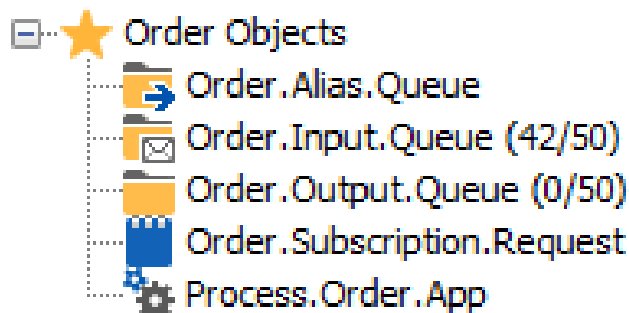 Order Objects
Order.Alias.Queue
Order.Input.Queue (42/50)
Order.Output.Queue (0/50)
Order.Subscription.Request
Process.Order.App